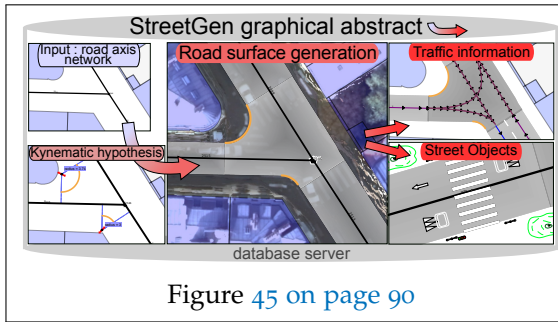 StreetGen graphical abstract
Input : road axis
network
Road surface generation
Traffic information
Kynematic hypothesis
Street Objects
database server
Figure 45 on page 90